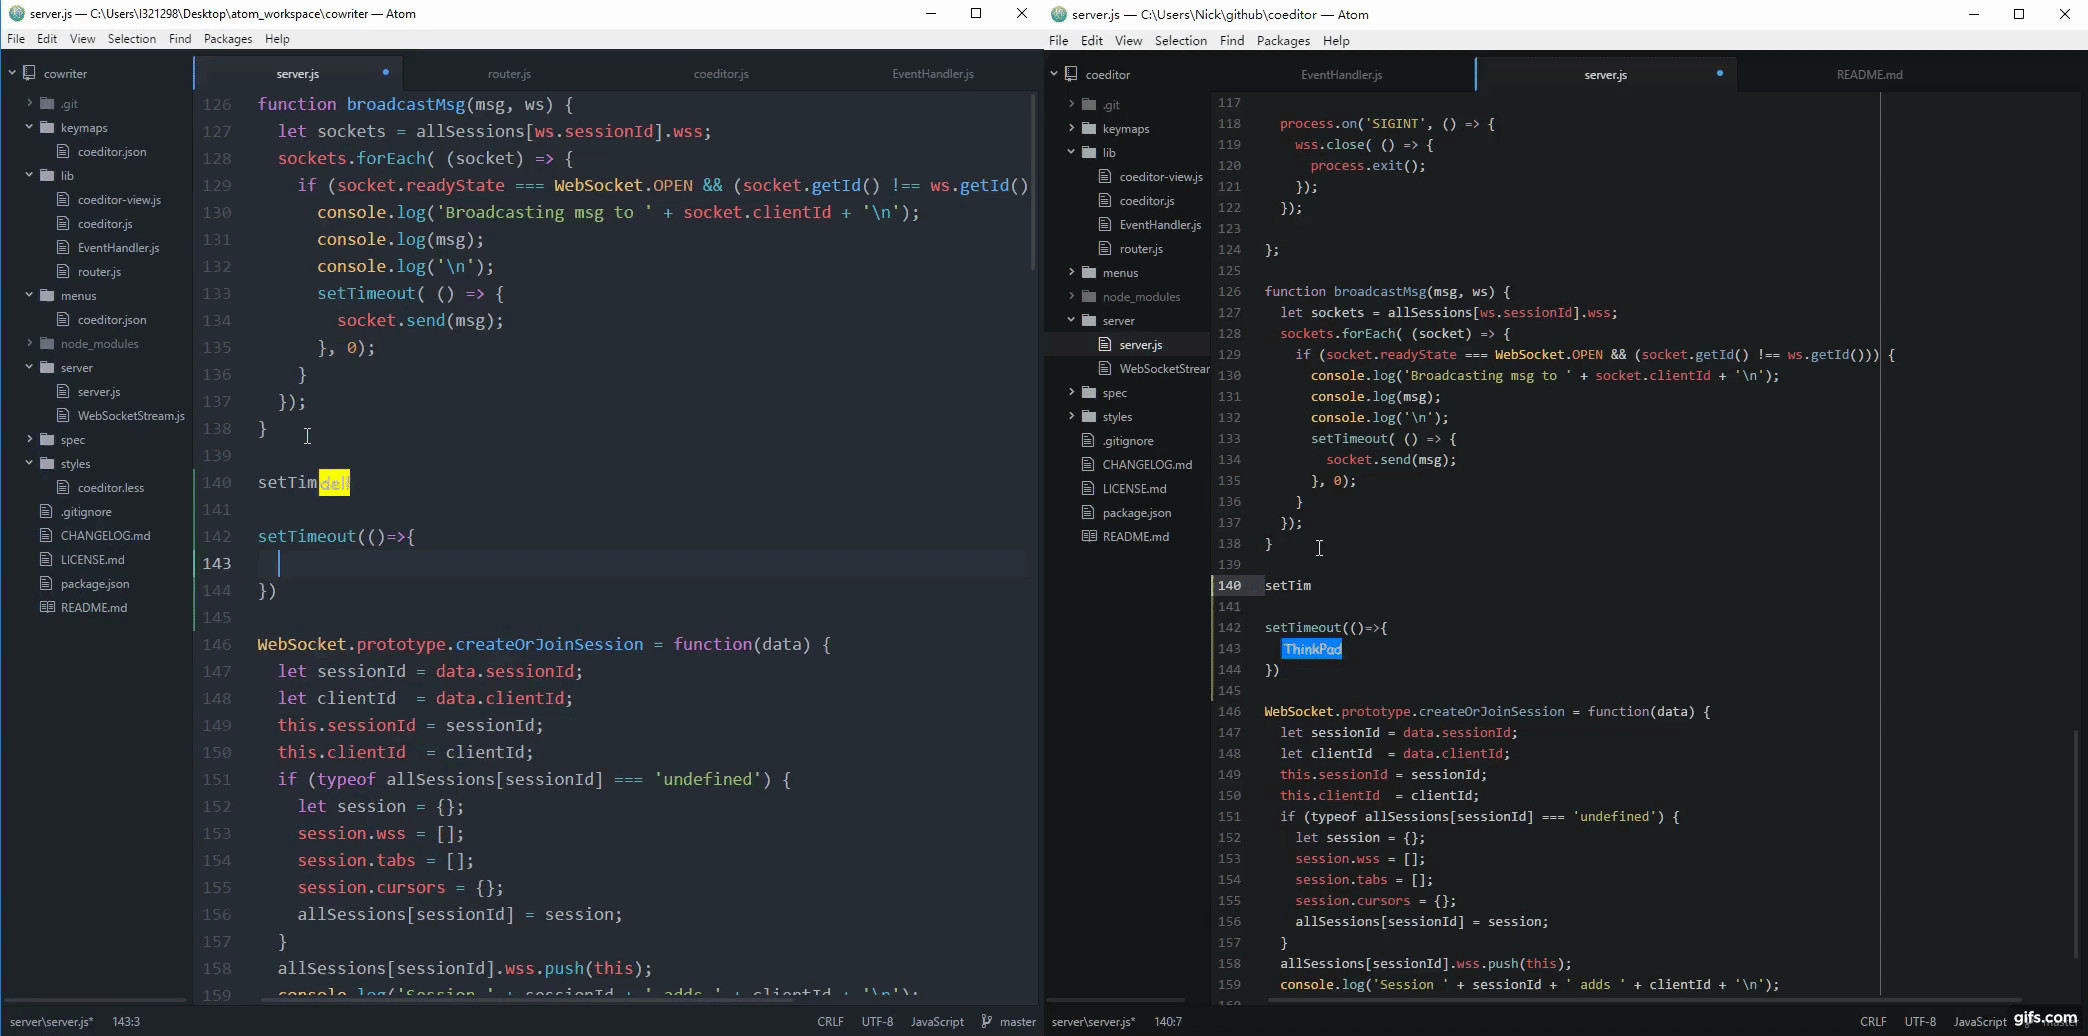 server.js — C:\Users\I321298\Desktop\atom_workspace\cowriter — Atom
File Edit View Selection Find Packages Help
cowriter
.git
keymaps
coeditor.json
lib
coeditor-view.js
coeditor.js
EventHandler.js
router.js
menus
coeditor.json
node_modules
server
server.js
WebSocketStream.js
spec
styles
coeditor.less
.gitignore
CHANGELOG.md
LICENSE.md
package.json
README.md
server.js router.js coeditor.js EventHandler.js
126 function broadcastMsg(msg, ws) {
127 let sockets = allSessions[ws.sessionId].wss;
128 sockets.forEach( (socket) => {
129 if (socket.readyState === WebSocket.OPEN && (socket.getId() !== ws.getId()
130 console.log('Broadcasting msg to ' + socket.clientId + '\n');
131 console.log(msg);
132 console.log('\n');
133 setTimeout( () => {
134 socket.send(msg);
135 }, 0);
136 }
137 });
138 }
139
140 setTim dell
141
142 setTimeout(()=>{
143
144 })
145
146 WebSocket.prototype.createOrJoinSession = function(data) {
147 let sessionId = data.sessionId;
148 let clientId = data.clientId;
149 this.sessionId = sessionId;
150 this.clientId = clientId;
151 if (typeof allSessions[sessionId] === 'undefined') {
152 let session = {};
153 session.wss = [];
154 session.tabs = [];
155 session.cursors = {};
156 allSessions[sessionId] = session;
157 }
158 allSessions[sessionId].wss.push(this);
159 console.log('Session ' + sessionId + ' adds ' + clientId + '\n');
server\server.js* 143:3 CRLF UTF-8 JavaScript master
server.js — C:\Users\Nick\github\coeditor — Atom
File Edit View Selection Find Packages Help
coeditor
.git
keymaps
lib
coeditor-view.js
coeditor.js
EventHandler.js
router.js
menus
node_modules
server
server.js
WebSocketStrear
spec
styles
.gitignore
CHANGELOG.md
LICENSE.md
package.json
README.md
EventHandler.js server.js README.md
117
118 process.on('SIGINT', () => {
119 wss.close( () => {
120 process.exit();
121 });
122 });
123
124 };
125
126 function broadcastMsg(msg, ws) {
127 let sockets = allSessions[ws.sessionId].wss;
128 sockets.forEach( (socket) => {
129 if (socket.readyState === WebSocket.OPEN && (socket.getId() !== ws.getId())) {
130 console.log('Broadcasting msg to ' + socket.clientId + '\n');
131 console.log(msg);
132 console.log('\n');
133 setTimeout( () => {
134 socket.send(msg);
135 }, 0);
136 }
137 });
138 }
139
140 setTim
141
142 setTimeout(()=>{
143 ThinkPad
144 })
145
146 WebSocket.prototype.createOrJoinSession = function(data) {
147 let sessionId = data.sessionId;
148 let clientId = data.clientId;
149 this.sessionId = sessionId;
150 this.clientId = clientId;
151 if (typeof allSessions[sessionId] === 'undefined') {
152 let session = {};
153 session.wss = [];
154 session.tabs = [];
155 session.cursors = {};
156 allSessions[sessionId] = session;
157 }
158 allSessions[sessionId].wss.push(this);
159 console.log('Session ' + sessionId + ' adds ' + clientId + '\n');
server\server.js* 140:7 CRLF UTF-8 JavaScript
gifs.com